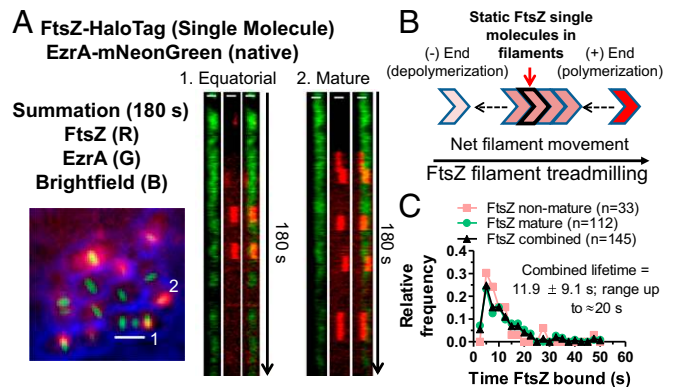 A
FtsZ-HaloTag (Single Molecule)
EzrA-mNeonGreen (native)
1. Equatorial
2. Mature
Summation (180 s)
FtsZ (R)
EzrA (G)
Brightfield (B)
2
1
180 s
180 s
B
Static FtsZ single
molecules in
filaments
(-) End
(depolymerization)
(+) End
(polymerization)
Net filament movement
FtsZ filament treadmilling
C
FtsZ non-mature (n=33)
FtsZ mature (n=112)
FtsZ combined (n=145)
Relative
frequency
0.4
0.3
0.2
0.1
0.0
Combined lifetime =
11.9 ± 9.1 s; range up
to ≈20 s
0 10 20 30 40 50 60
Time FtsZ bound (s)